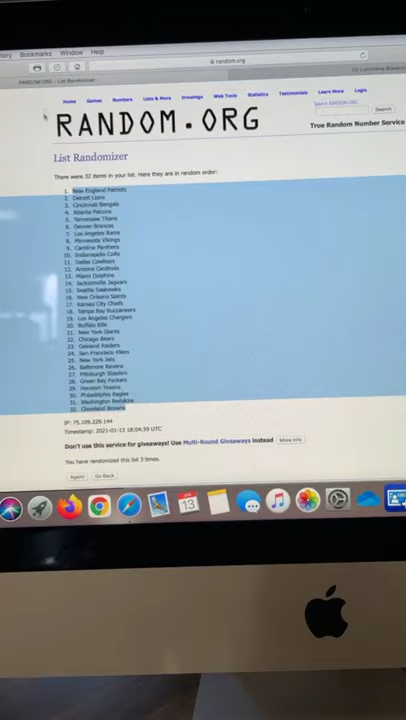 Bookmarks Window Help
random.org
RANDOM.ORG - List Randomizer
Home Games Numbers Lists & More Drawings Web Tools Statistics Testimonials Learn More Login
Search RANDOM.ORG
Search
RANDOM.ORG
True Random Number Service
List Randomizer
There were 32 items in your list. Here they are in random order:
1. New England Patriots
2. Detroit Lions
3. Cincinnati Bengals
4. Atlanta Falcons
5. Tennessee Titans
6. Denver Broncos
7. Los Angeles Rams
8. Minnesota Vikings
9. Carolina Panthers
10. Indianapolis Colts
11. Dallas Cowboys
12. Arizona Cardinals
13. Miami Dolphins
14. Jacksonville Jaguars
15. Seattle Seahawks
16. New Orleans Saints
17. Kansas City Chiefs
18. Tampa Bay Buccaneers
19. Los Angeles Chargers
20. Buffalo Bills
21. New York Giants
22. Chicago Bears
23. Oakland Raiders
24. San Francisco 49ers
25. New York Jets
26. Baltimore Ravens
27. Pittsburgh Steelers
28. Green Bay Packers
29. Houston Texans
30. Philadelphia Eagles
31. Washington Redskins
32. Cleveland Browns
IP: 75.109.229.144
Timestamp: 2021-01-13 18:04:39 UTC
Don't use this service for giveaways! Use Multi-Round Giveaways instead More Info
You have randomized this list 3 times.
Again! Go Back
JAN
13